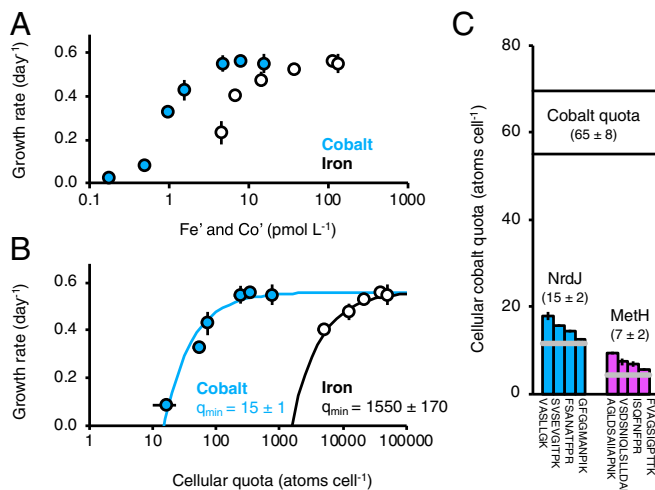 A
Growth rate (day-1)
0.6
0.4
0.2
0.0
0.1
1
10
100
1000
Cobalt
Iron
Fe' and Co' (pmol L-1)
B
Growth rate (day-1)
0.6
0.4
0.2
0.0
1
10
100
1000
10000
100000
Cobalt
qmin = 15 ± 1
Iron
qmin = 1550 ± 170
Cellular quota (atoms cell-1)
C
Cellular cobalt quota (atoms cell-1)
80
60
40
20
0
Cobalt quota
(65 ± 8)
NrdJ
(15 ± 2)
MetH
(7 ± 2)
VASLLGK
SVSEVGITPK
FSANATFPR
GFGGMANPIK
AGLDSAIIAPNK
VSDSNIQLSLLDA
ISQFNFPR
FVAGSIGPTTK